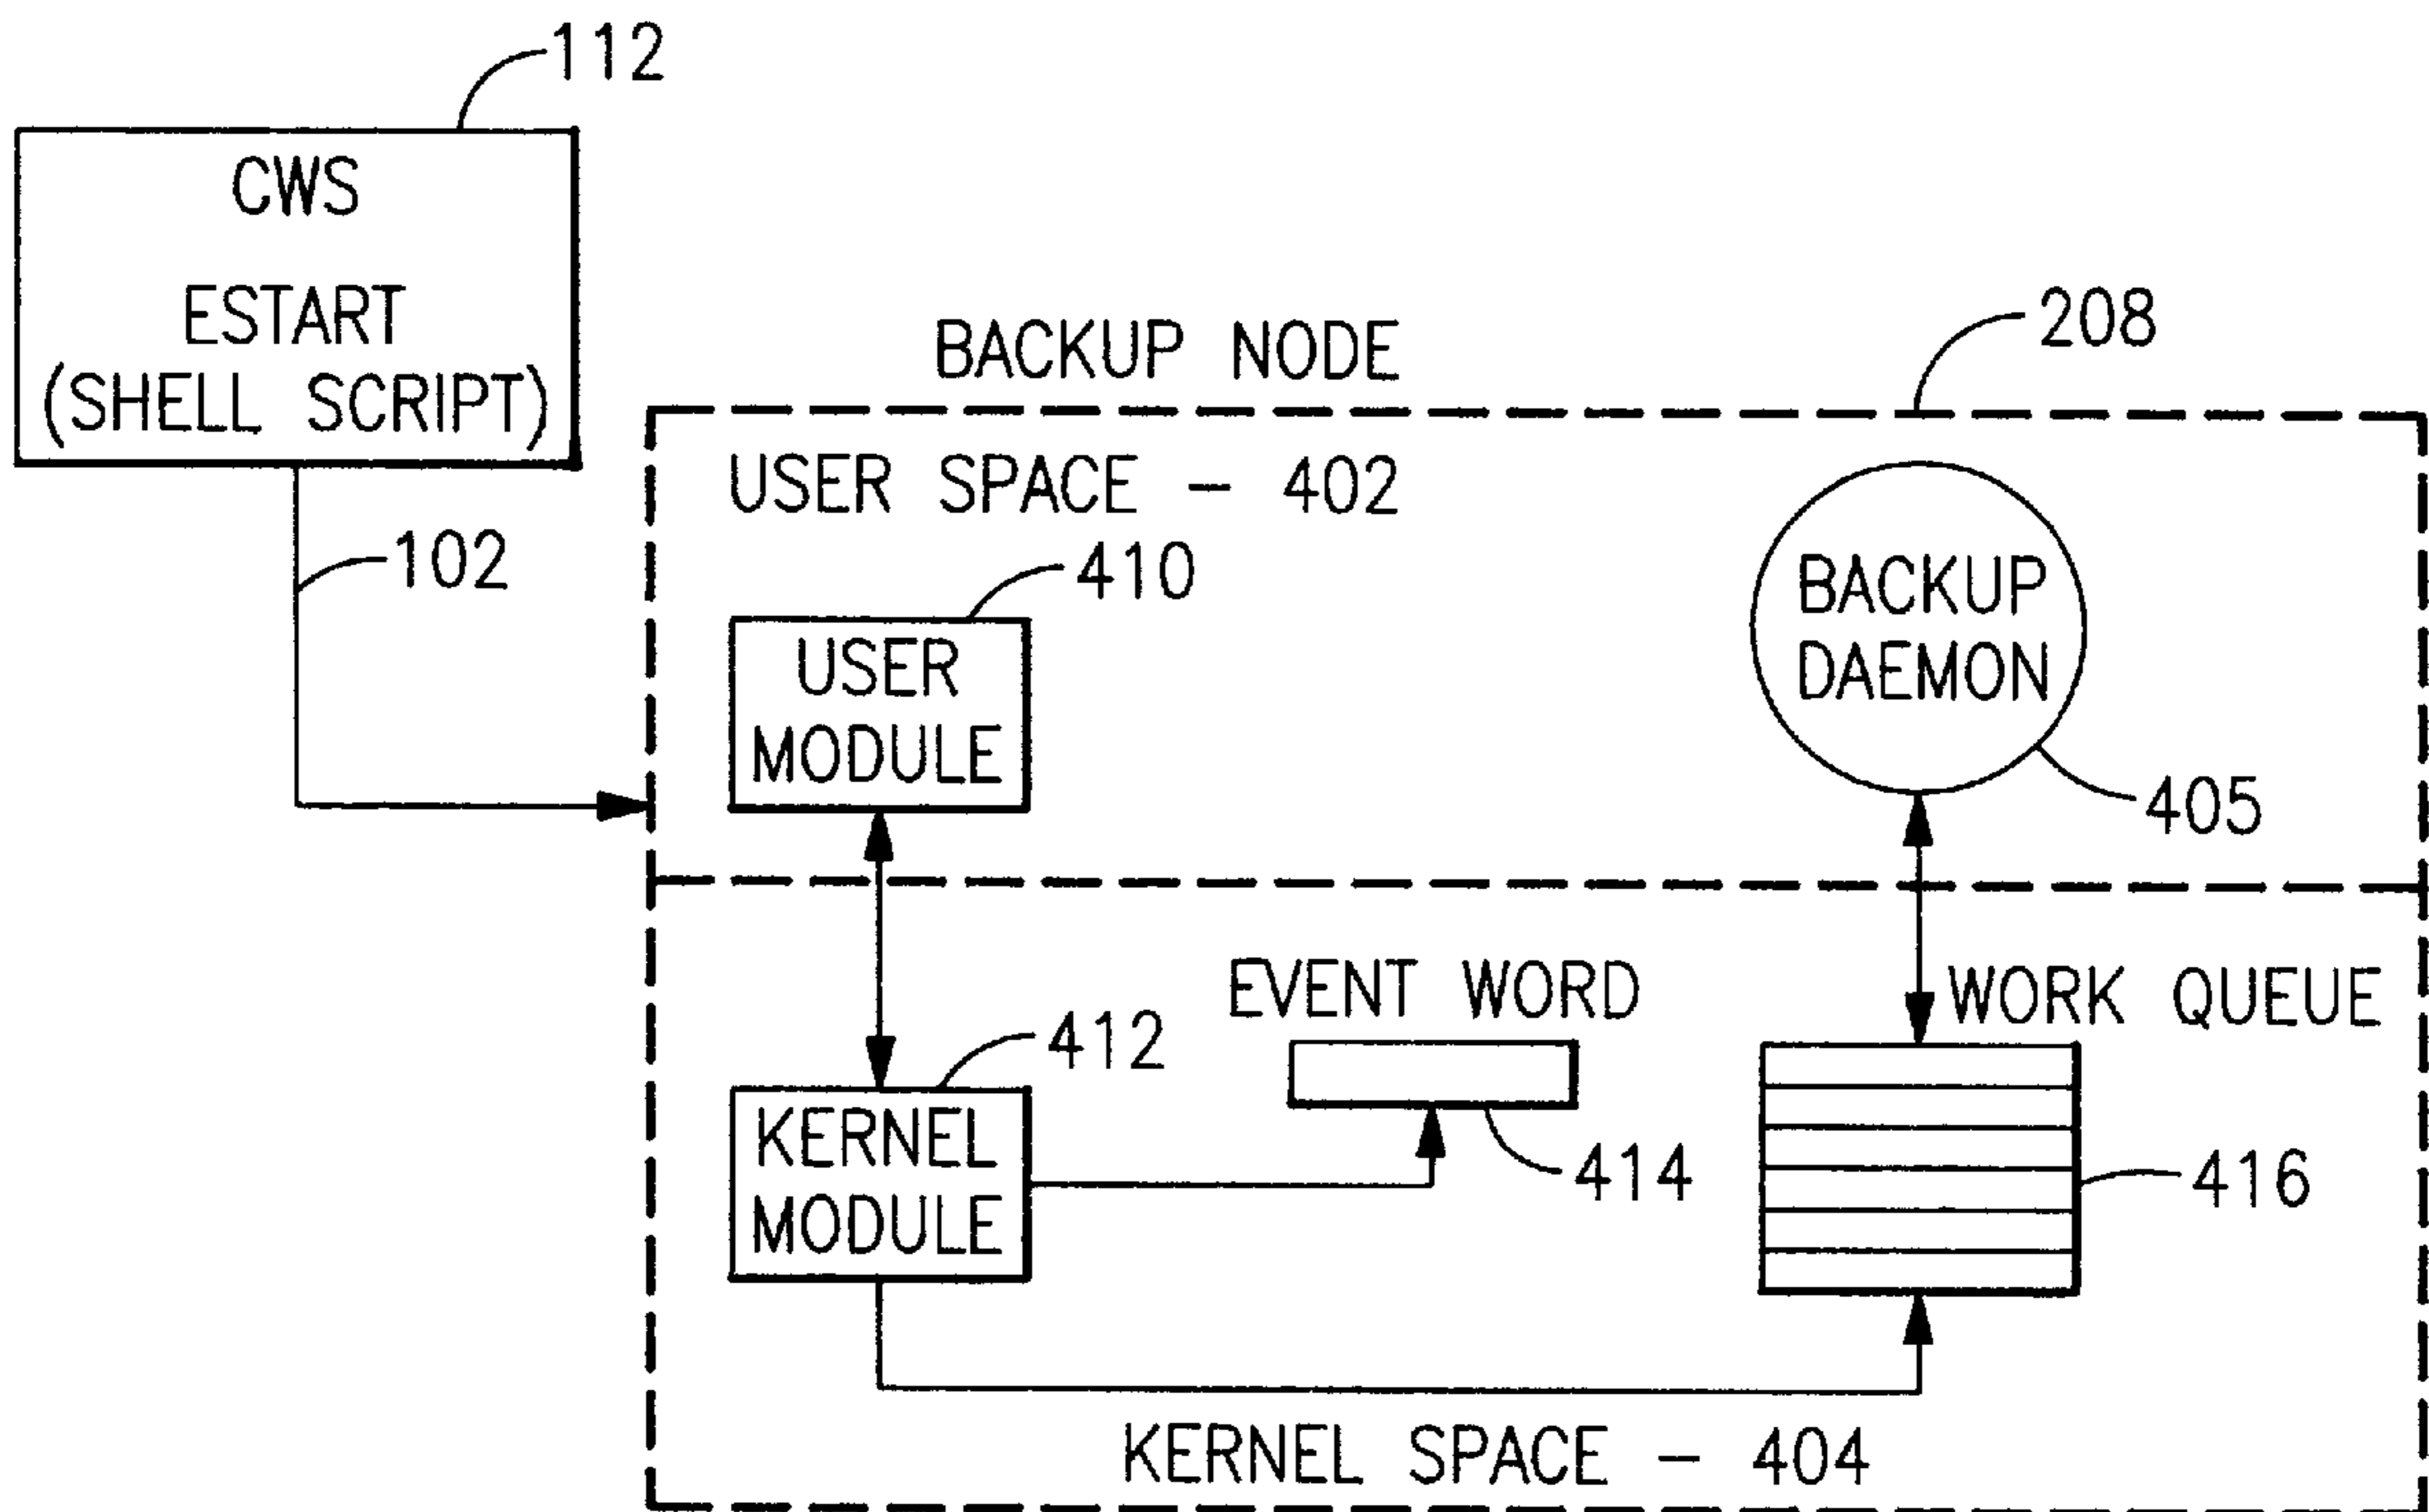 112
CWS
ESTART
(SHELL SCRIPT)
102
BACKUP NODE
208
USER SPACE - 402
410
USER
MODULE
BACKUP
DAEMON
405
EVENT WORD
WORK QUEUE
412
KERNEL
MODULE
414
416
KERNEL SPACE - 404